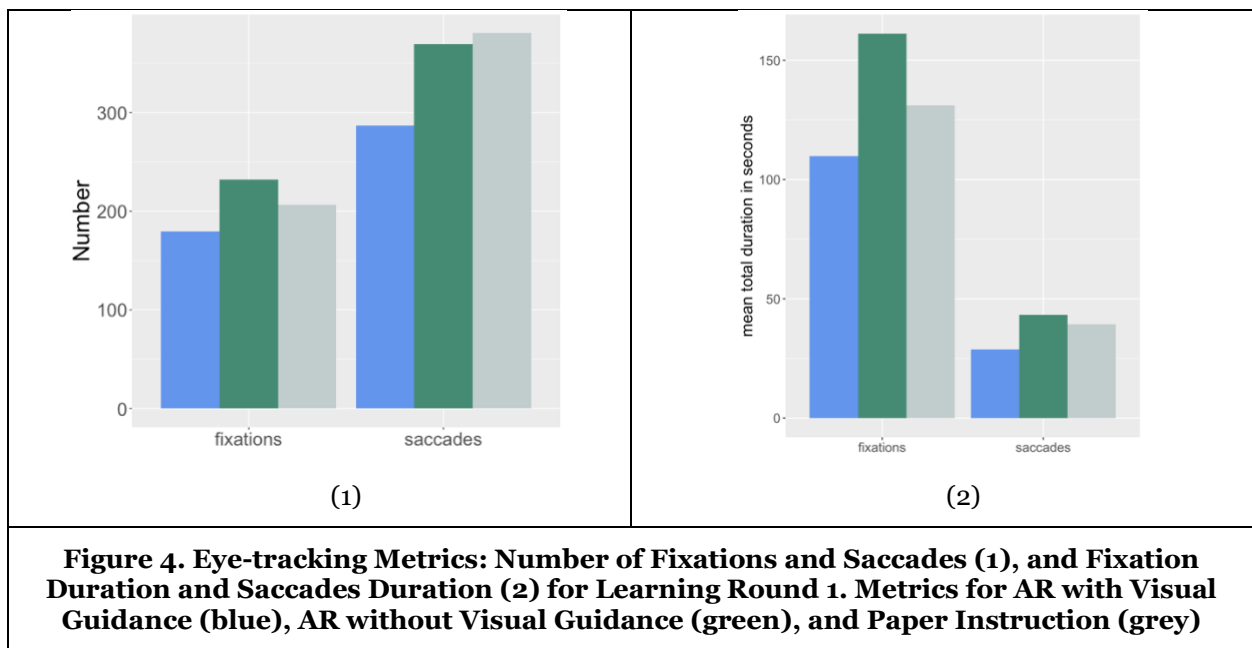 Number
300
200
100
0
fixations
saccades
(1)
mean total duration in seconds
150
100
50
0
fixations
saccades
(2)
Figure 4. Eye-tracking Metrics: Number of Fixations and Saccades (1), and Fixation
Duration and Saccades Duration (2) for Learning Round 1. Metrics for AR with Visual
Guidance (blue), AR without Visual Guidance (green), and Paper Instruction (grey)